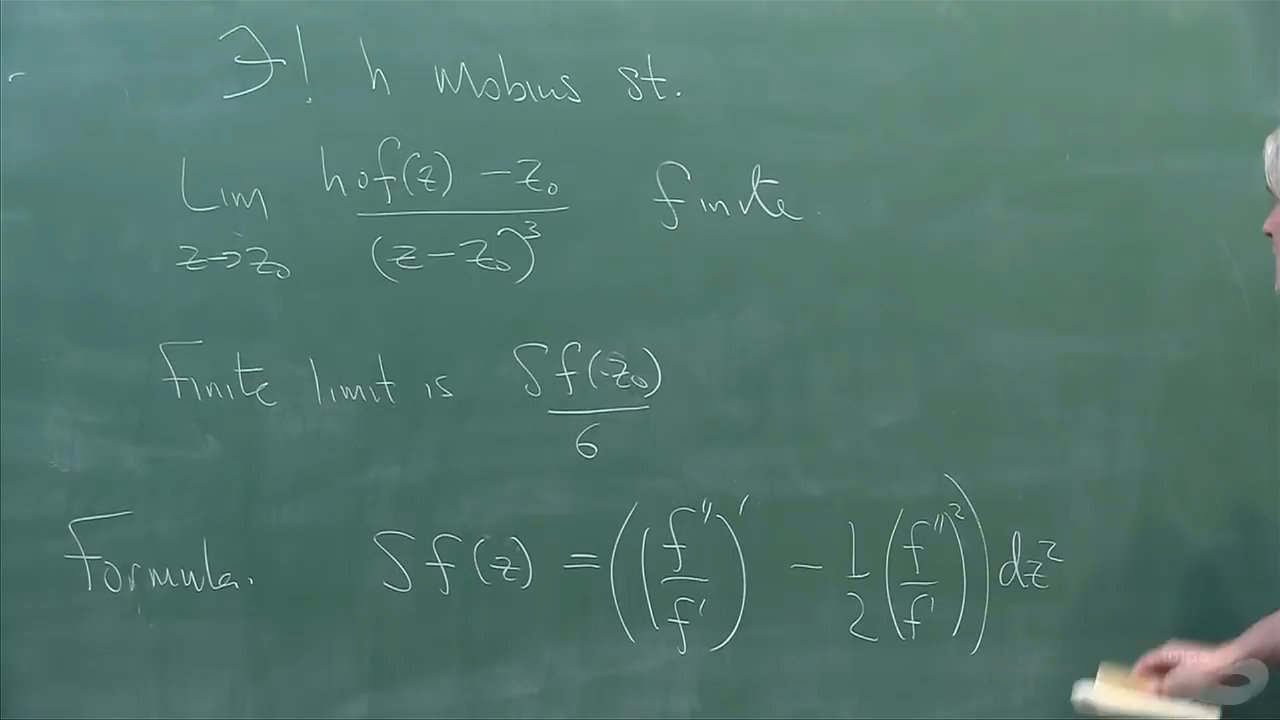 ∃! h Mobius st.
Lim z→z₀ (h∘f(z) − z₀) / (z−z₀)³ finite.
Finite limit is Sf(z₀) / 6
Formula. Sf(z) = ((f''/f')' − 1/2 (f''/f')²) dz²